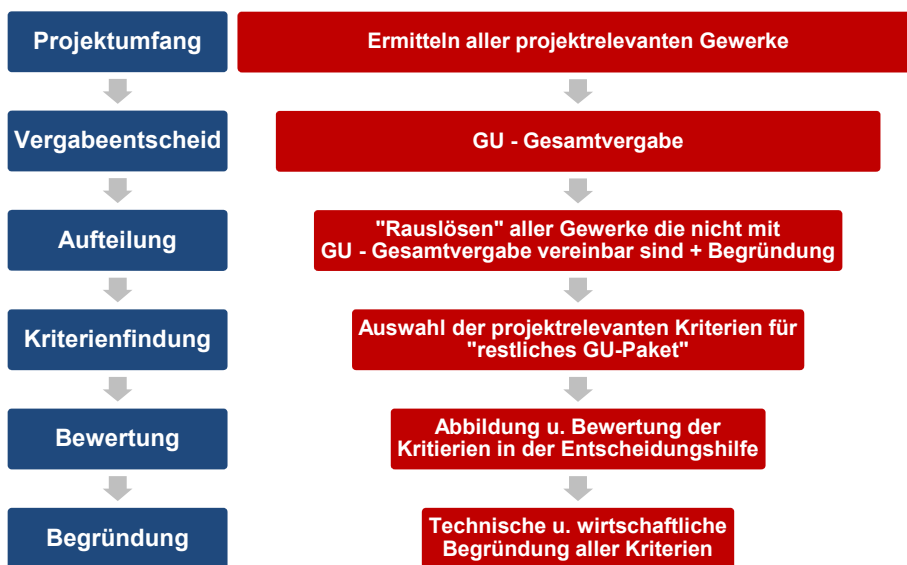 Projektumfang
Ermitteln aller projektrelevanten Gewerke
Vergabeentscheid
GU - Gesamtvergabe
Aufteilung
"Rauslösen" aller Gewerke die nicht mit
GU - Gesamtvergabe vereinbar sind + Begründung
Kriterienfindung
Auswahl der projektrelevanten Kriterien für
"restliches GU-Paket"
Bewertung
Abbildung u. Bewertung der
Kritierien in der Entscheidungshilfe
Begründung
Technische u. wirtschaftliche
Begründung aller Kriterien